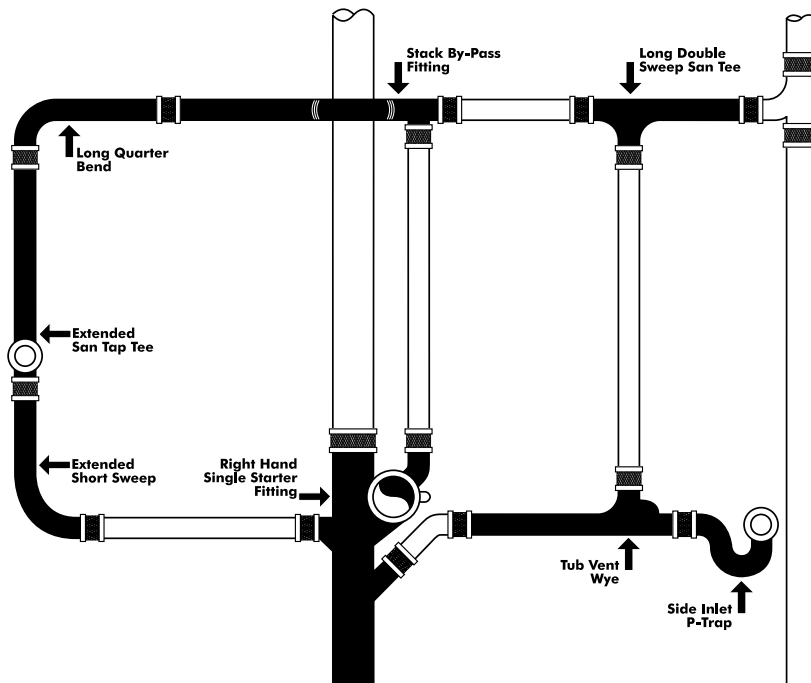 Stack By-Pass
Fitting
Long Double
Sweep San Tee
Long Quarter
Bend
Extended
San Tap Tee
Extended
Short Sweep
Right Hand
Single Starter
Fitting
Tub Vent
Wye
Side Inlet
P-Trap